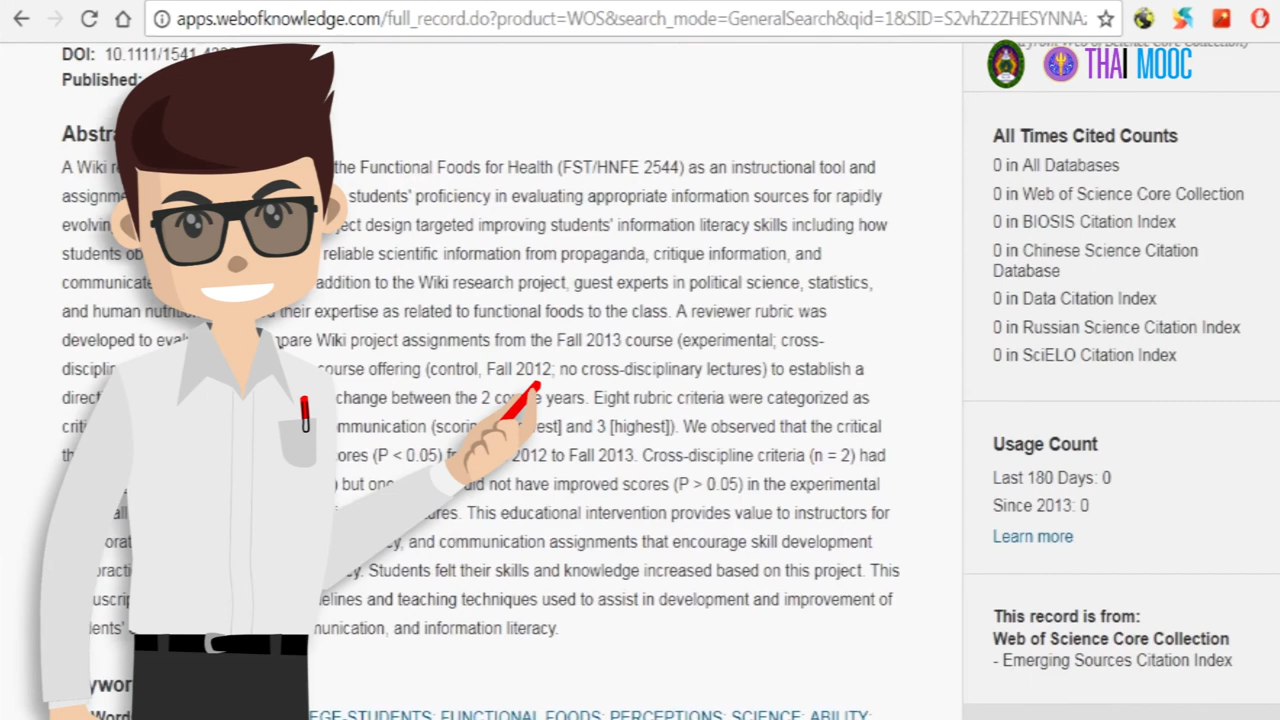 apps.webofknowledge.com/full_record.do?product=WOS&search_mode=GeneralSearch&qid=1&SID=S2vhZ2ZHESYNNA
DOI: 10.1111/1541
Published:
THAI MOOC
Abstra
A Wiki the Functional Foods for Health (FST/HNFE 2544) as an instructional tool and
assignme students' proficiency in evaluating appropriate information sources for rapidly
evolvin ject design targeted improving students' information literacy skills including how
students ob reliable scientific information from propaganda, critique information, and
communicate addition to the Wiki research project, guest experts in political science, statistics,
and human nutriti their expertise as related to functional foods to the class. A reviewer rubric was
developed to eval pare Wiki project assignments from the Fall 2013 course (experimental; cross-
disciplin course offering (control, Fall 2012; no cross-disciplinary lectures) to establish a
direct change between the 2 co e years. Eight rubric criteria were categorized as
criti mmunication (scori est] and 3 [highest]). We observed that the critical
th ores (P < 0.05) f 2012 to Fall 2013. Cross-discipline criteria (n = 2) had
) but one uld not have improved scores (P > 0.05) in the experimental
all tures. This educational intervention provides value to instructors for
orat cy, and communication assignments that encourage skill development
practi y. Students felt their skills and knowledge increased based on this project. This
uscrip elines and teaching techniques used to assist in development and improvement of
dents' munication, and information literacy.
ywor
Word EGE-STUDENTS; FUNCTIONAL FOODS; PERCEPTIONS; SCIENCE; ABILITY;
All Times Cited Counts
0 in All Databases
0 in Web of Science Core Collection
0 in BIOSIS Citation Index
0 in Chinese Science Citation
Database
0 in Data Citation Index
0 in Russian Science Citation Index
0 in SciELO Citation Index
Usage Count
Last 180 Days: 0
Since 2013: 0
Learn more
This record is from:
Web of Science Core Collection
- Emerging Sources Citation Index